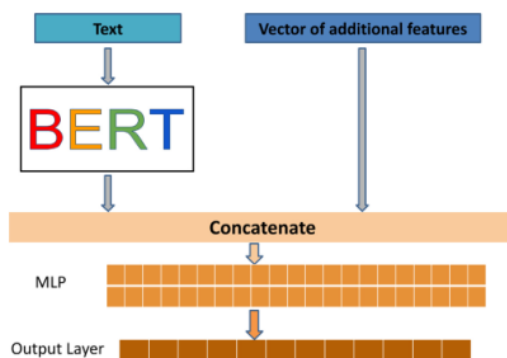 Text
Vector of additional features
BERT
Concatenate
MLP
Output Layer